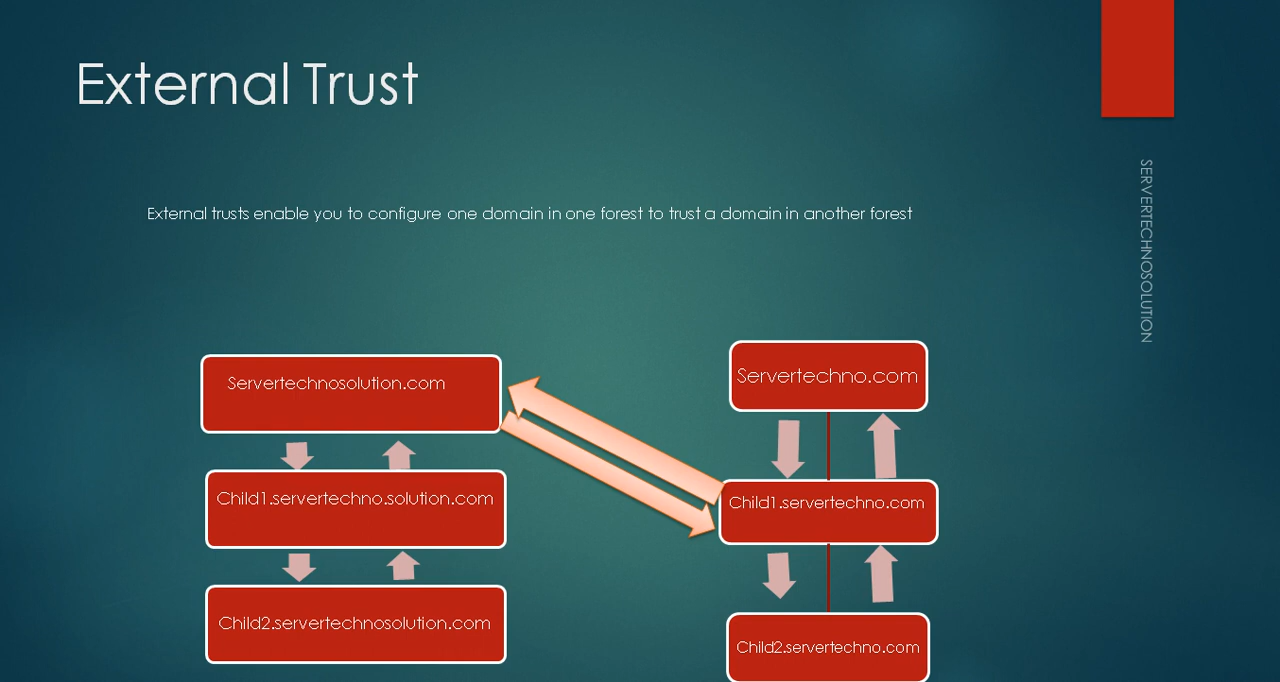 External Trust
SERVERTECHNOSOLUTION
External trusts enable you to configure one domain in one forest to trust a domain in another forest
Servertechnosolution.com
Child1.servertechno.solution.com
Child2.servertechnosolution.com
Servertechno.com
Child1.servertechno.com
Child2.servertechno.com